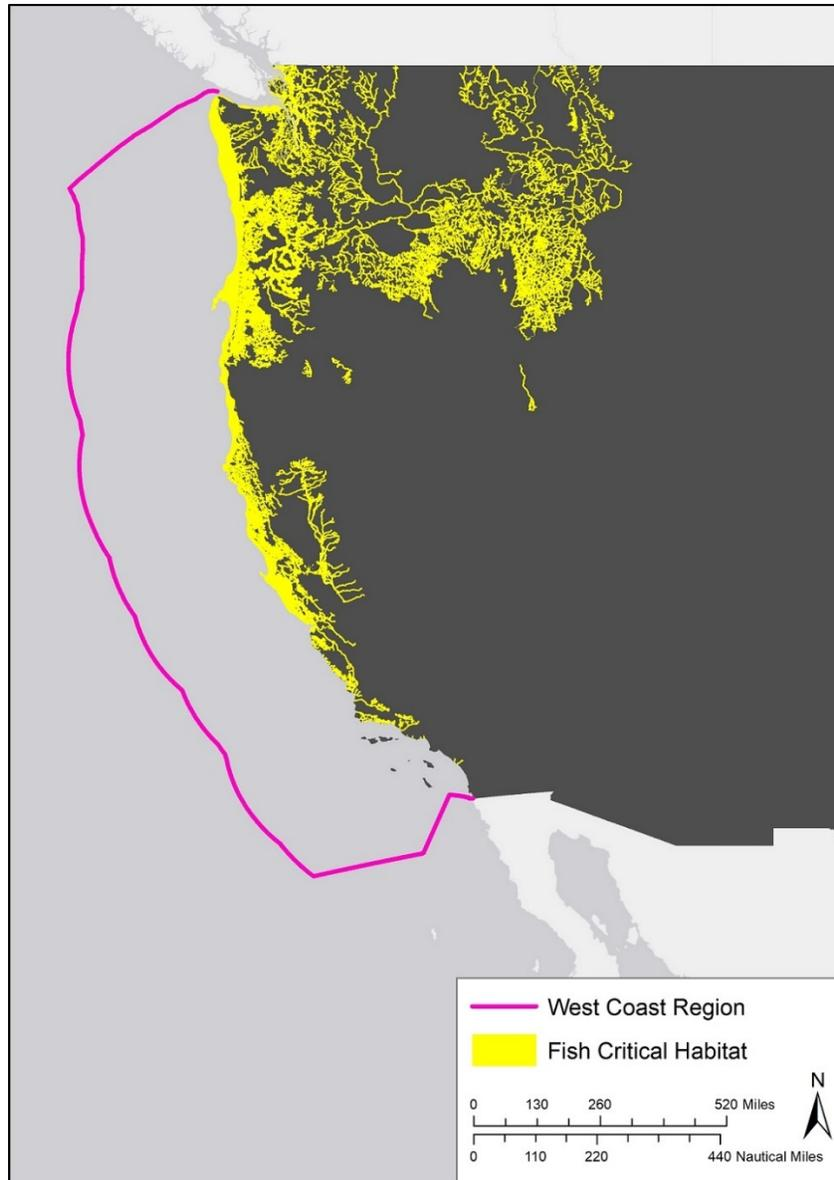 West Coast Region
Fish Critical Habitat
N
0 130 260 520 Miles
0 110 220 440 Nautical Miles